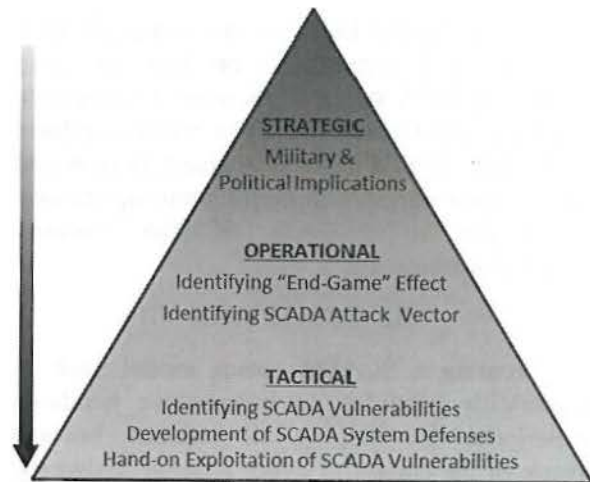 STRATEGIC
Military &
Political Implications
OPERATIONAL
Identifying "End-Game" Effect
Identifying SCADA Attack Vector
TACTICAL
Identifying SCADA Vulnerabilities
Development of SCADA System Defenses
Hand-on Exploitation of SCADA Vulnerabilities